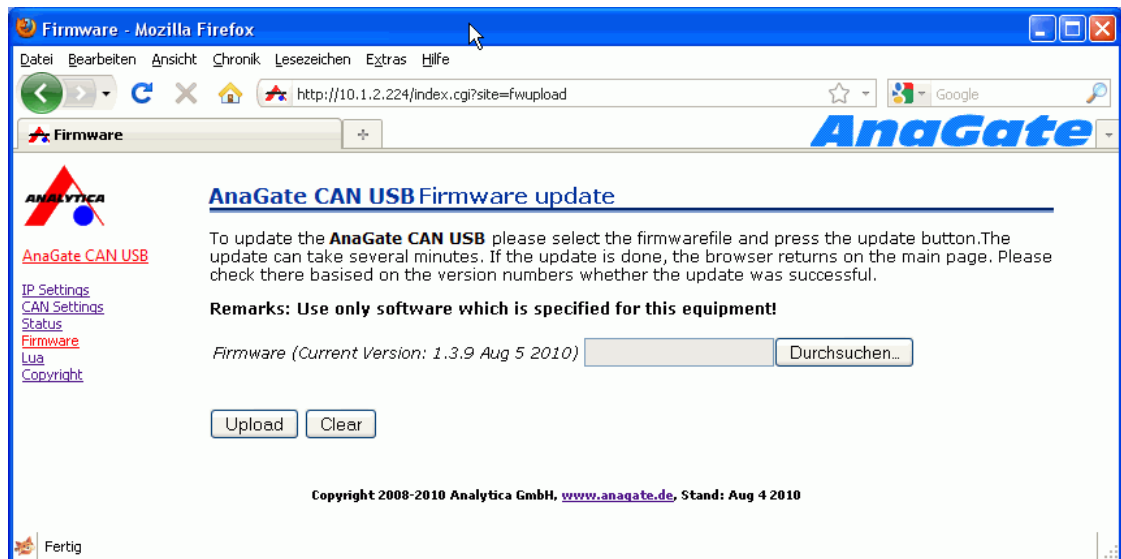 Firmware - Mozilla Firefox
Datei Bearbeiten Ansicht Chronik Lesezeichen Extras Hilfe
http://10.1.2.224/index.cgi?site=fwupload
Google
Firmware
AnaGate
ANALYTICA
AnaGate CAN USB Firmware update
To update the AnaGate CAN USB please select the firmwarefile and press the update button.The
update can take several minutes. If the update is done, the browser returns on the main page. Please
check there basised on the version numbers whether the update was successful.
AnaGate CAN USB
IP Settings
CAN Settings
Status
Firmware
Lua
Copyright
Remarks: Use only software which is specified for this equipment!
Firmware (Current Version: 1.3.9 Aug 5 2010)
Durchsuchen...
Upload
Clear
Copyright 2008-2010 Analytica GmbH, www.anagate.de, Stand: Aug 4 2010
Fertig